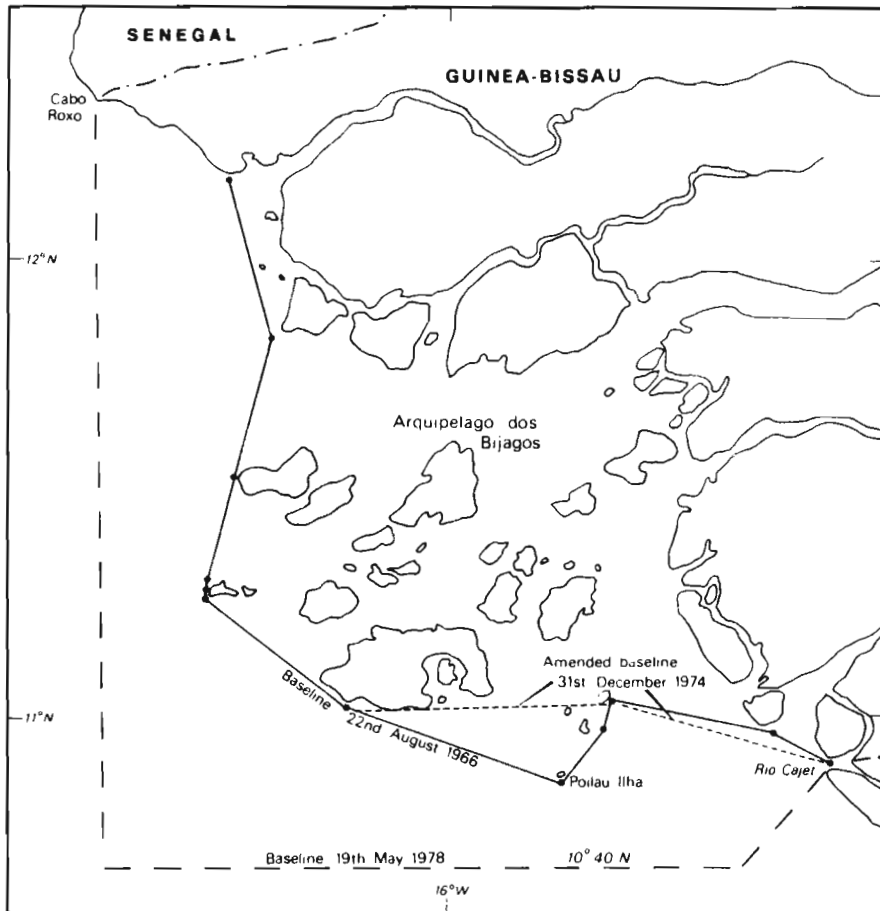 SENEGAL
GUINEA-BISSAU
Cabo
Roxo
12°N
Arquipelago dos
Bijagos
Amended baseline
31st December 1974
Baseline
22nd August 1966
11°N
Poilau Ilha
Rio Cajet
Baseline 19th May 1978
10° 40 N
16°W